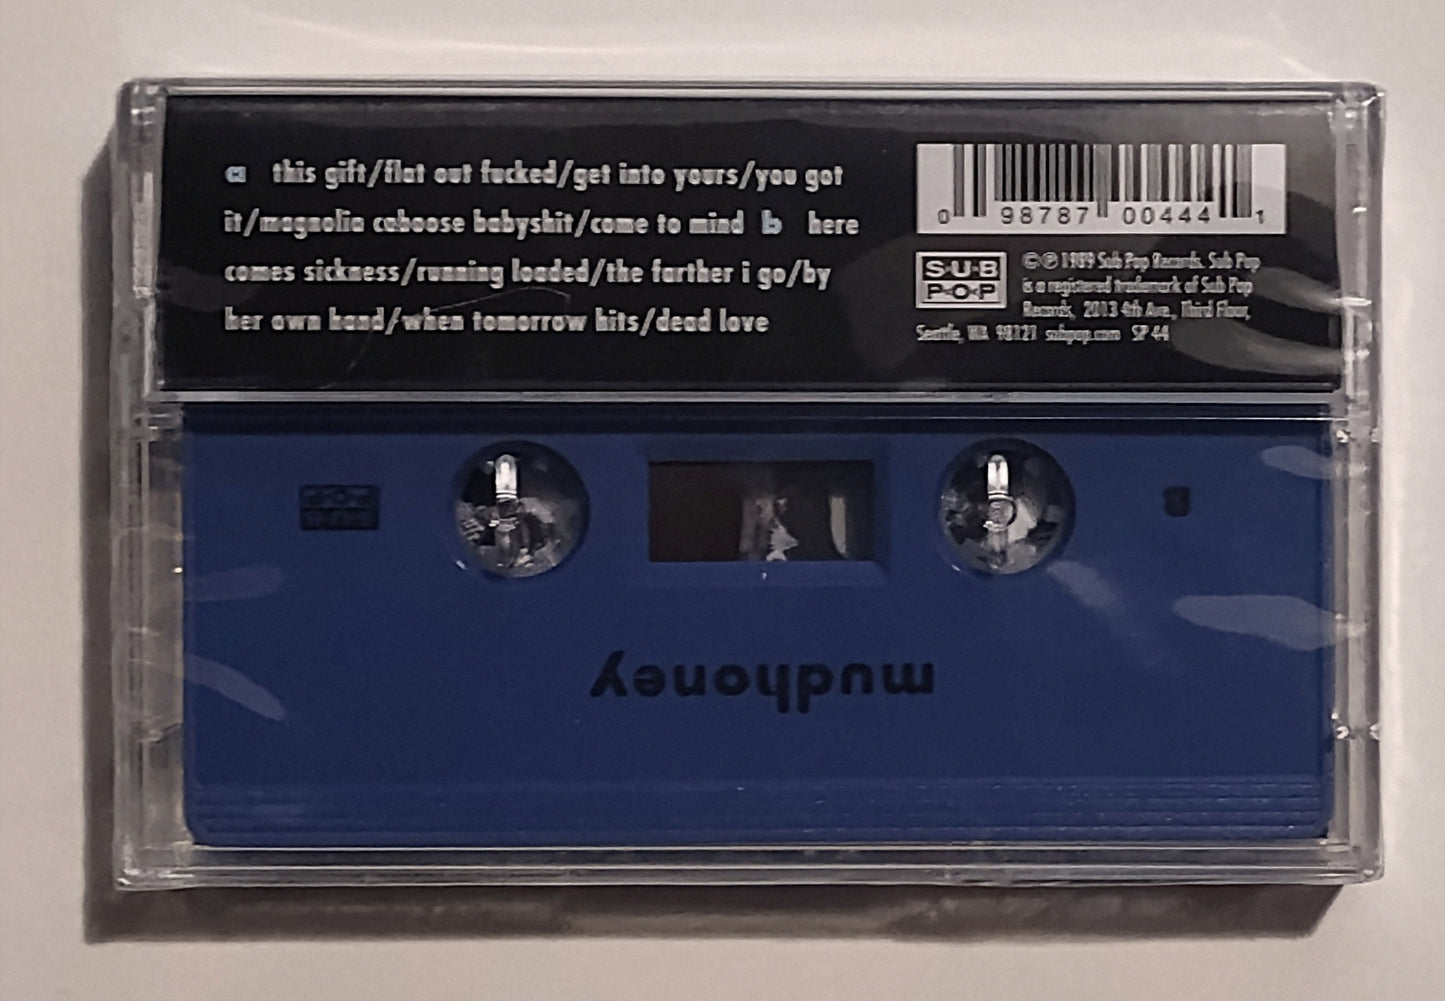 a this gift/flat out fucked/get into yours/you got
it/magnolia caboose babyshit/come to mind b here
comes sickness/running loaded/the farther i go/by
her own hand/when tomorrow hits/dead love
0 98787 00444 1
S·U·B
P·O·P
©℗ 1989 Sub Pop Records. Sub Pop
is a registered trademark of Sub Pop
Records, 2013 4th Ave., Third Floor,
Seattle, WA 98121 subpop.com SP 44
SUB
POP
mudhoney